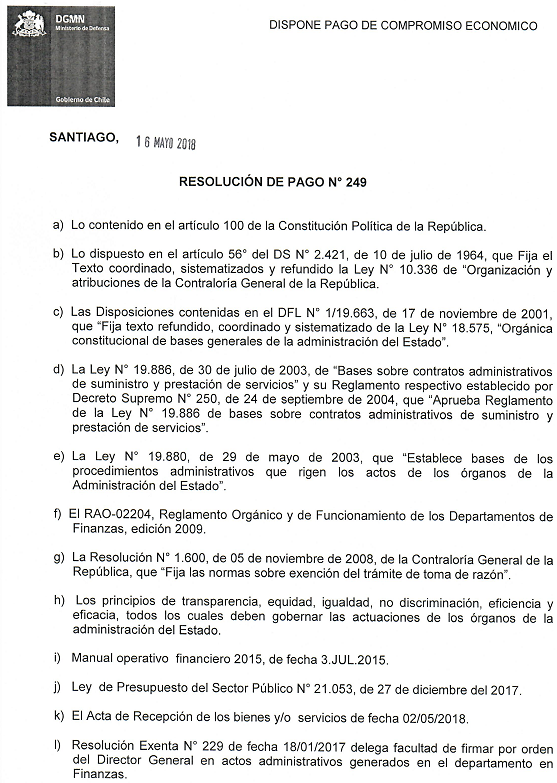 DGMN
Ministerio de Defensa
Gobierno de Chile
DISPONE PAGO DE COMPROMISO ECONOMICO
SANTIAGO, 16 MAYO 2018
RESOLUCIÓN DE PAGO N° 249
a) Lo contenido en el artículo 100 de la Constitución Política de la República.
b) Lo dispuesto en el artículo 56° del DS N° 2.421, de 10 de julio de 1964, que Fija el
Texto coordinado, sistematizados y refundido la Ley N° 10.336 de “Organización y
atribuciones de la Contraloría General de la República.
c) Las Disposiciones contenidas en el DFL N° 1/19.663, de 17 de noviembre de 2001,
que “Fija texto refundido, coordinado y sistematizado de la Ley N° 18.575, “Orgánica
constitucional de bases generales de la administración del Estado”.
d) La Ley N° 19.886, de 30 de julio de 2003, de “Bases sobre contratos administrativos
de suministro y prestación de servicios” y su Reglamento respectivo establecido por
Decreto Supremo N° 250, de 24 de septiembre de 2004, que “Aprueba Reglamento
de la Ley N° 19.886 de bases sobre contratos administrativos de suministro y
prestación de servicios”.
e) La Ley N° 19.880, de 29 de mayo de 2003, que “Establece bases de los
procedimientos administrativos que rigen los actos de los órganos de la
Administración del Estado”.
f) El RAO-02204, Reglamento Orgánico y de Funcionamiento de los Departamentos de
Finanzas, edición 2009.
g) La Resolución N° 1.600, de 05 de noviembre de 2008, de la Contraloría General de la
República, que “Fija las normas sobre exención del trámite de toma de razón”.
h) Los principios de transparencia, equidad, igualdad, no discriminación, eficiencia y
eficacia, todos los cuales deben gobernar las actuaciones de los órganos de la
administración del Estado.
i) Manual operativo financiero 2015, de fecha 3.JUL.2015.
j) Ley de Presupuesto del Sector Público N° 21.053, de 27 de diciembre del 2017.
k) El Acta de Recepción de los bienes y/o servicios de fecha 02/05/2018.
l) Resolución Exenta N° 229 de fecha 18/01/2017 delega facultad de firmar por orden
del Director General en actos administrativos generados en el departamento en
Finanzas.